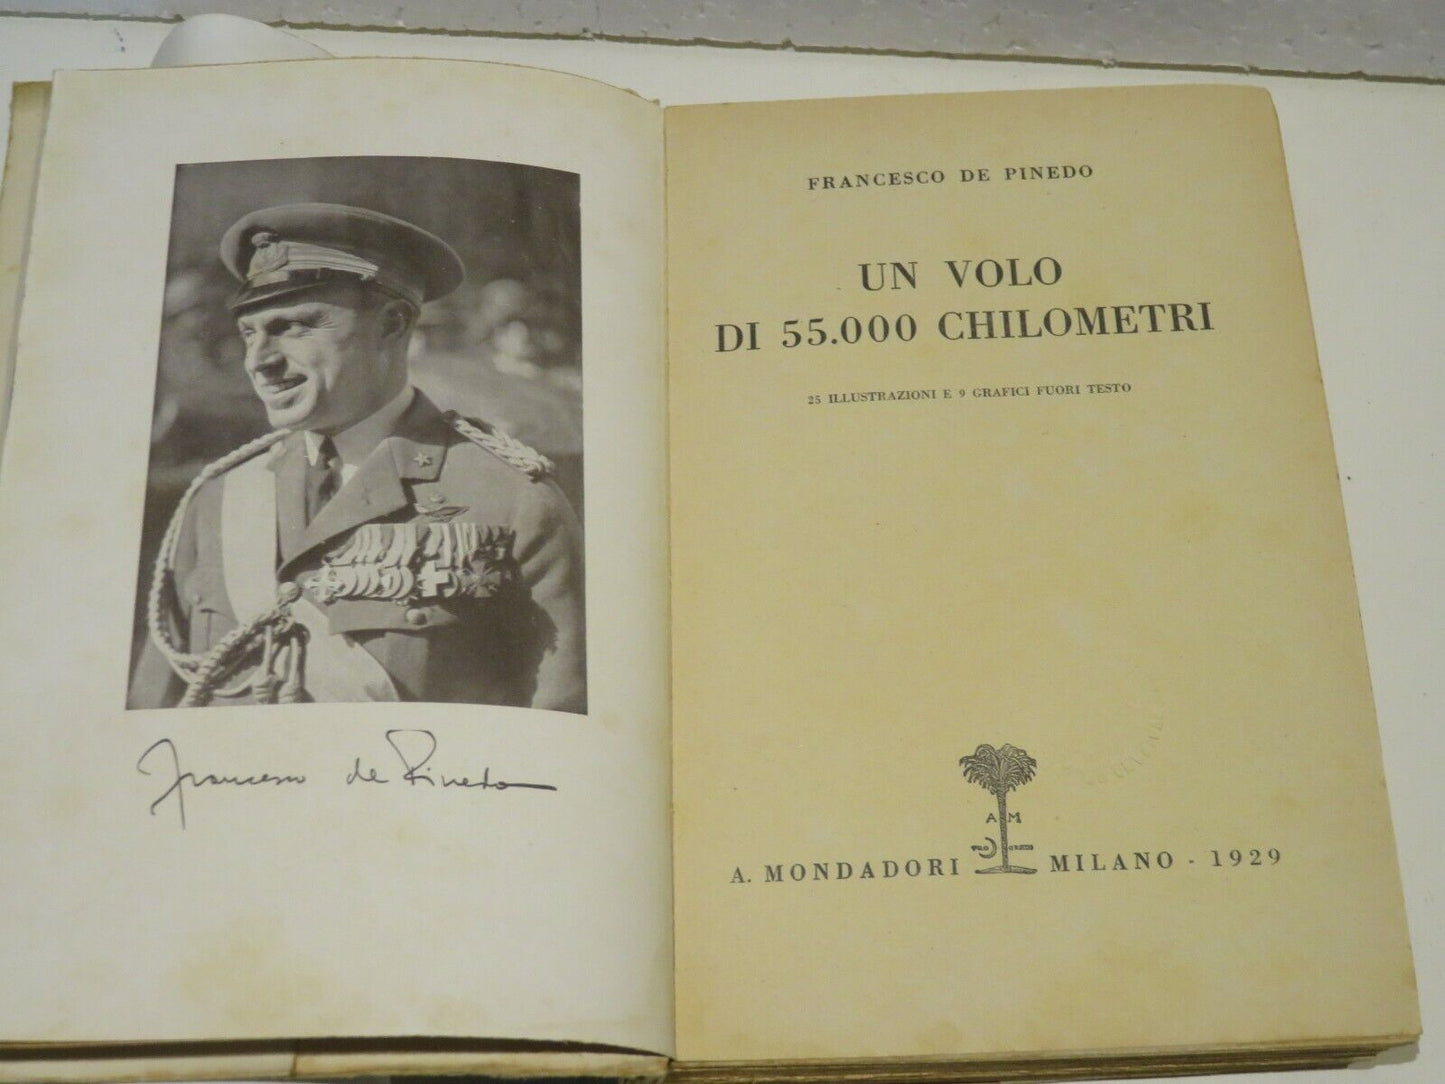 Francesco de Pinedo
FRANCESCO DE PINEDO
UN VOLO
DI 55.000 CHILOMETRI
25 ILLUSTRAZIONI E 9 GRAFICI FUORI TESTO
A M
A. MONDADORI MILANO - 1929